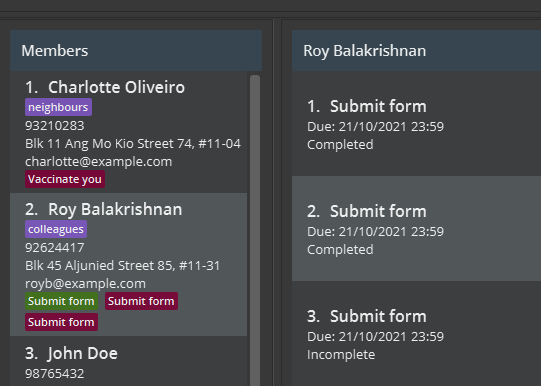 Members
1. Charlotte Oliveiro
neighbours
93210283
Blk 11 Ang Mo Kio Street 74, #11-04
charlotte@example.com
Vaccinate you
2. Roy Balakrishnan
colleagues
92624417
Blk 45 Aljunied Street 85, #11-31
royb@example.com
Submit form Submit form
Submit form
3. John Doe
98765432
Roy Balakrishnan
1. Submit form
Due: 21/10/2021 23:59
Completed
2. Submit form
Due: 21/10/2021 23:59
Completed
3. Submit form
Due: 21/10/2021 23:59
Incomplete